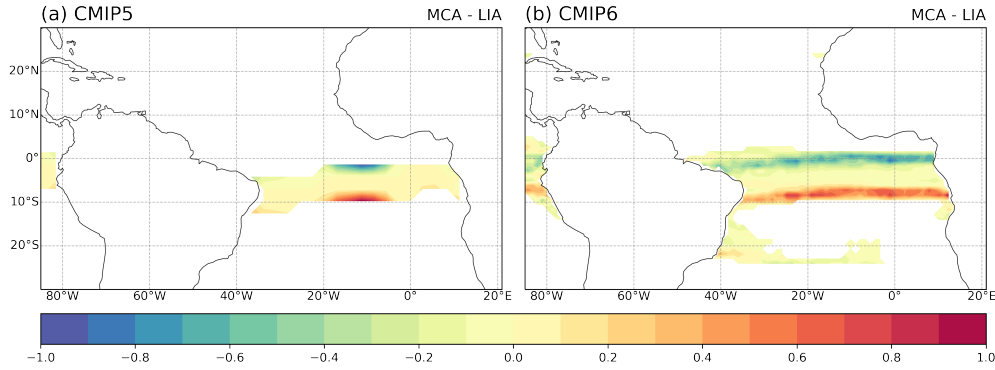 (a) CMIP5 MCA - LIA (b) CMIP6 MCA - LIA
20°N
10°N
0°
10°S
20°S
80°W 60°W 40°W 20°W 0° 20°E 80°W 60°W 40°W 20°W 0° 20°E
−1.0 −0.8 −0.6 −0.4 −0.2 0.0 0.2 0.4 0.6 0.8 1.0